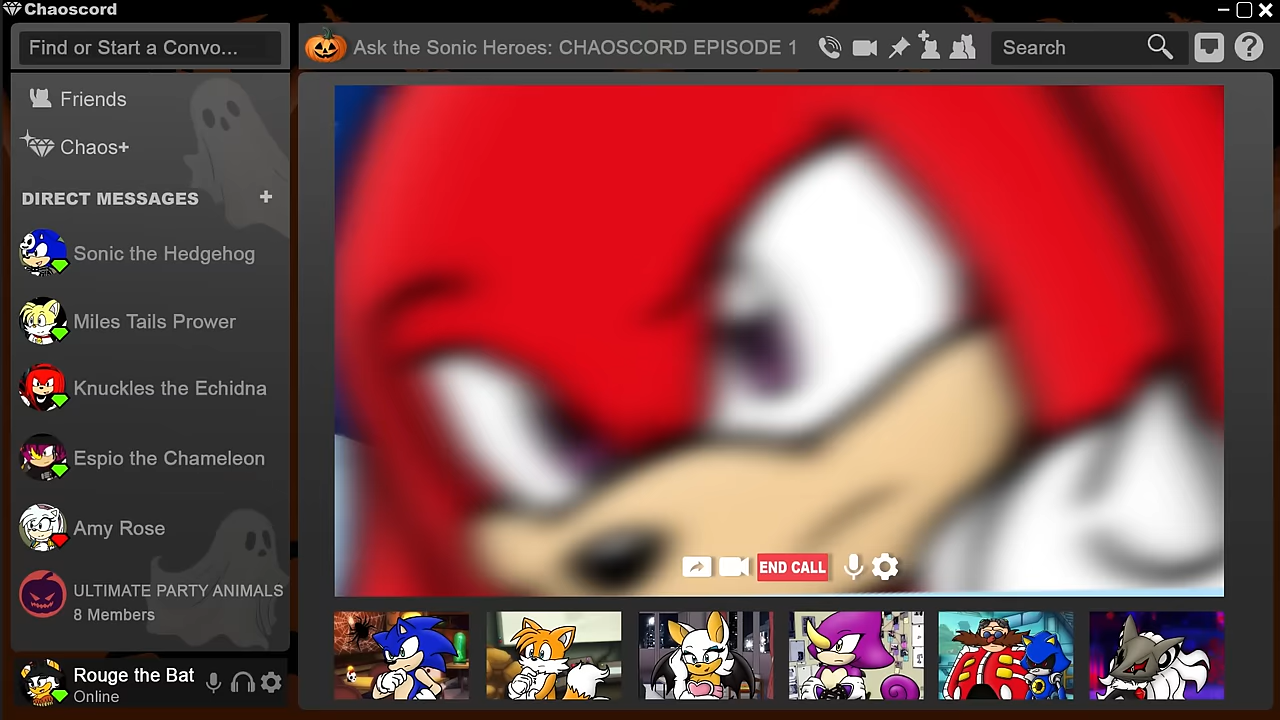 Chaoscord
Find or Start a Convo...
Ask the Sonic Heroes: CHAOSCORD EPISODE 1
Search
Friends
Chaos+
DIRECT MESSAGES
Sonic the Hedgehog
Miles Tails Prower
Knuckles the Echidna
Espio the Chameleon
Amy Rose
ULTIMATE PARTY ANIMALS
8 Members
Rouge the Bat
Online
END CALL